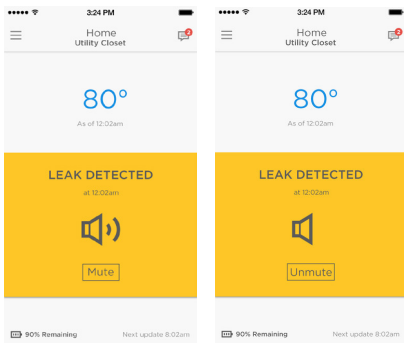 3:24 PM
Home
Utility Closet
2
80°
As of 12:02am
LEAK DETECTED
at 12:02am
Mute
90% Remaining
Next update 8:02am
3:24 PM
Home
Utility Closet
2
80°
As of 12:02am
LEAK DETECTED
at 12:02am
Unmute
90% Remaining
Next update 8:02am